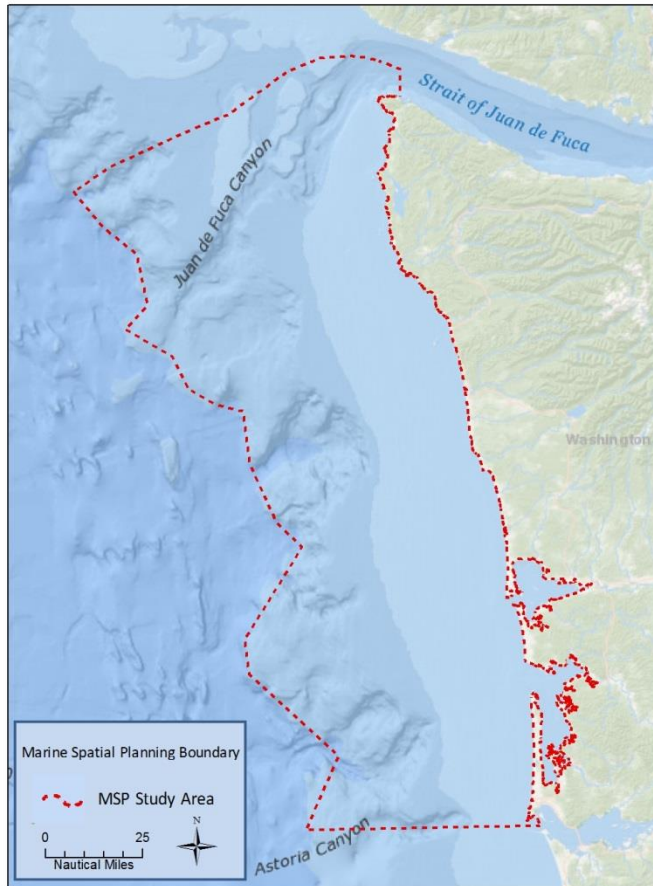 Strait of Juan de Fuca
Juan de Fuca Canyon
Washington
Marine Spatial Planning Boundary
MSP Study Area
N
0 25
Nautical Miles
Astoria Canyon